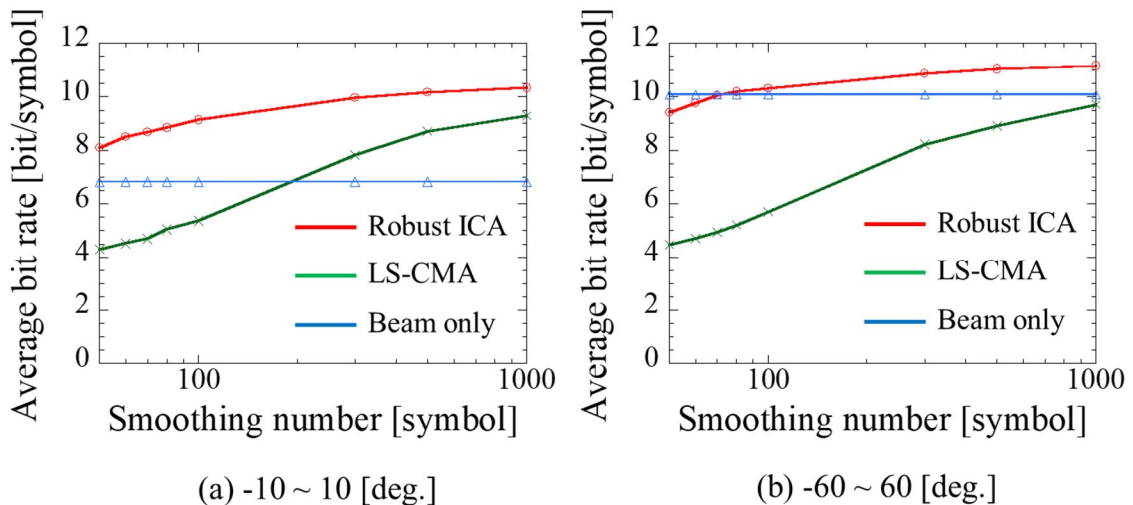 Average bit rate [bit/symbol]
12
10
8
6
4
2
0
Robust ICA
LS-CMA
Beam only
100
1000
Smoothing number [symbol]
(a) -10 ~ 10 [deg.]
Average bit rate [bit/symbol]
12
10
8
6
4
2
0
Robust ICA
LS-CMA
Beam only
100
1000
Smoothing number [symbol]
(b) -60 ~ 60 [deg.]